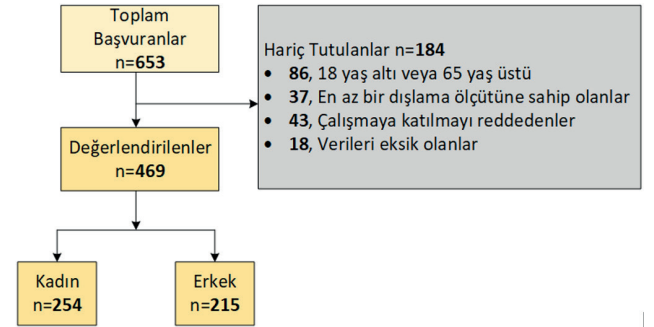 Toplam
Başvuranlar
n=653
Hariç Tutulanlar n=184
• 86, 18 yaş altı veya 65 yaş üstü
• 37, En az bir dışlama ölçütüne sahip olanlar
• 43, Çalışmaya katılmayı reddedenler
• 18, Verileri eksik olanlar
Değerlendirilenler
n=469
Kadın
n=254
Erkek
n=215